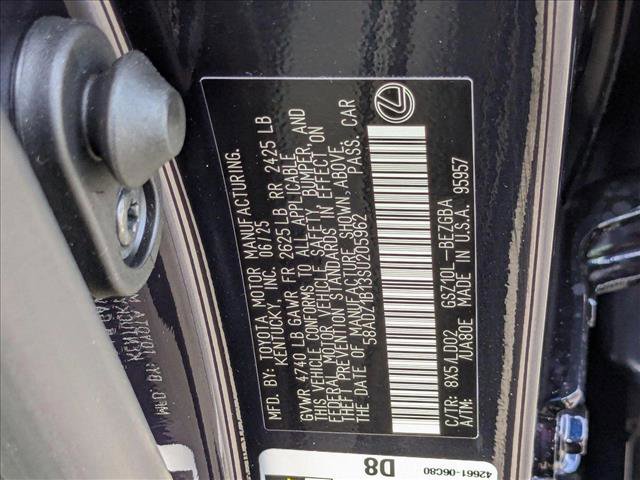 MFD. BY: TOYOTA MOTOR MANUFACTURING.
KENTUCKY, INC. 06/25
GVWR 4740 LB GAWR FR 2625 LB RR 2425 LB
THIS VEHICLE CONFORMS TO ALL APPLICABLE
FEDERAL MOTOR VEHICLE SAFETY, BUMPER, AND
THEFT PREVENTION STANDARDS IN EFFECT ON
THE DATE OF MANUFACTURE SHOWN ABOVE.
58ADZ1B13SU205962 PASS. CAR
C/TR: 8X5/LD02 GSZ10L-BEZGBA
A/TM: /UA80E MADE IN U.S.A. 95957
D8
42661-06C80